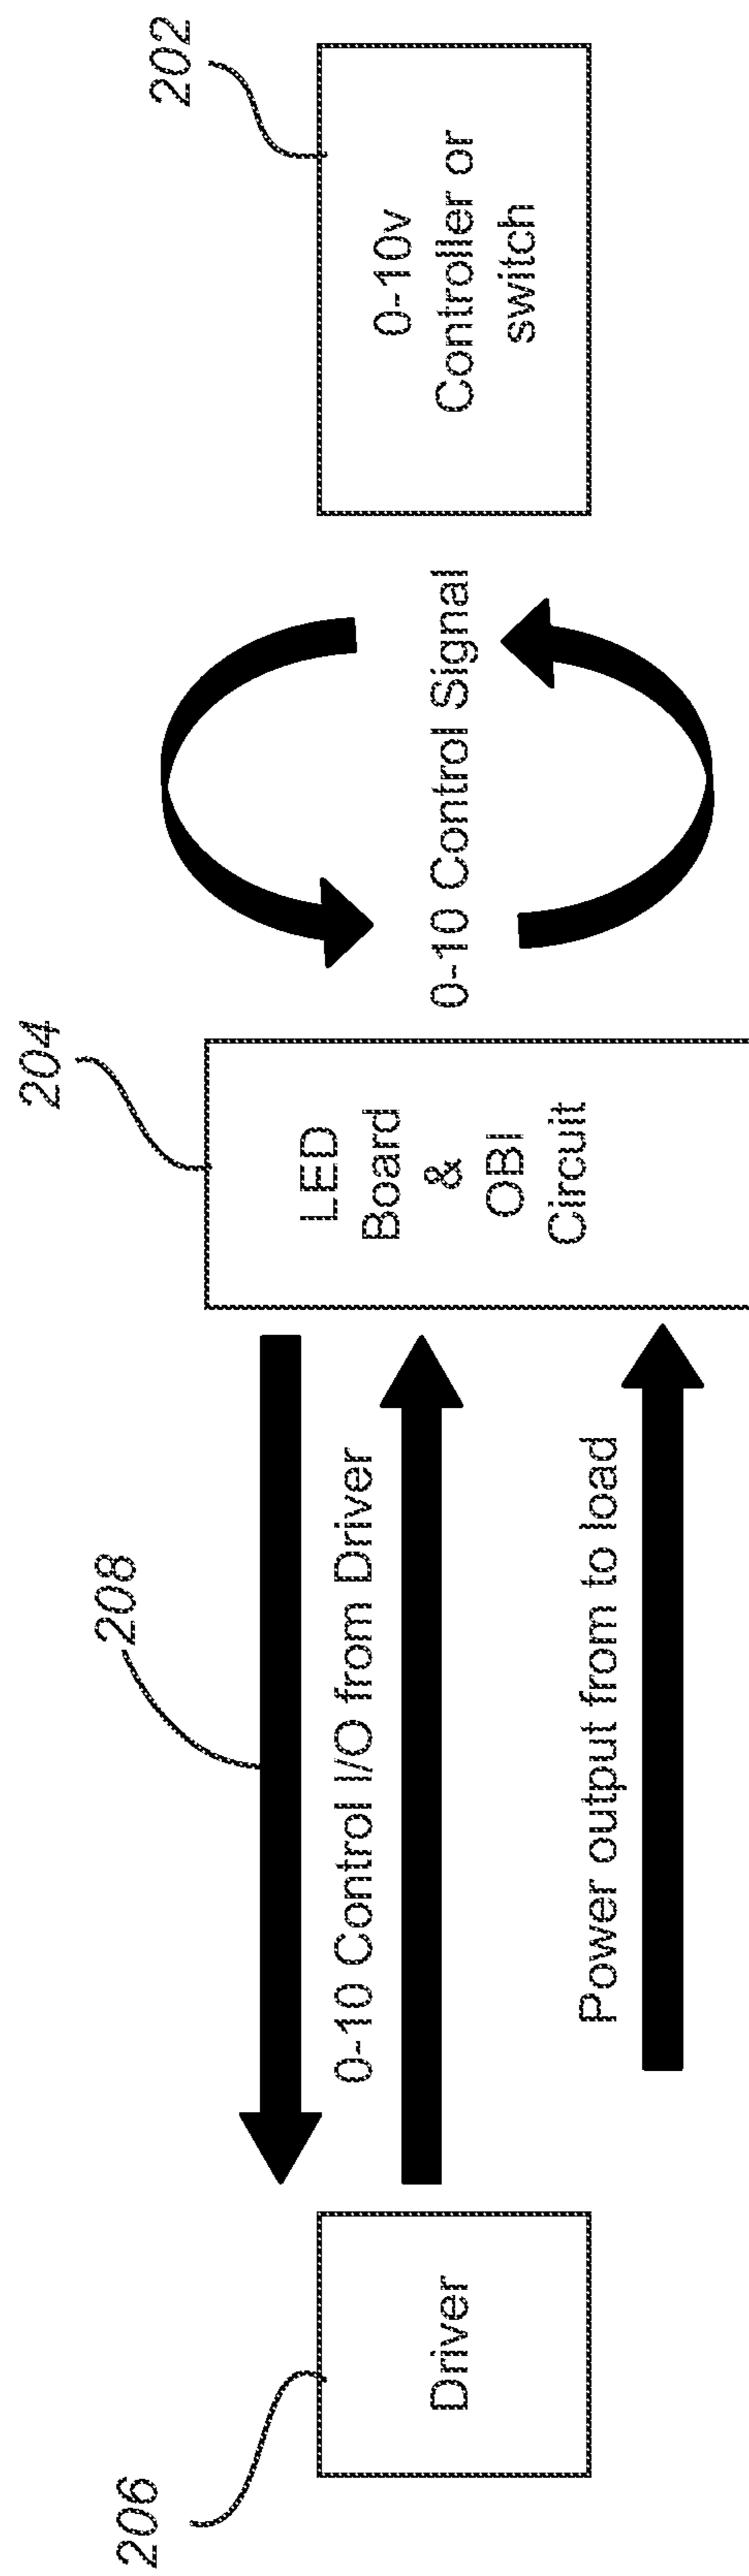 206
Driver
208
0-10 Control I/O from Driver
Power output from to load
204
LED
Board
&
OBI
Circuit
0-10 Control Signal
202
0-10v
Controller or
switch